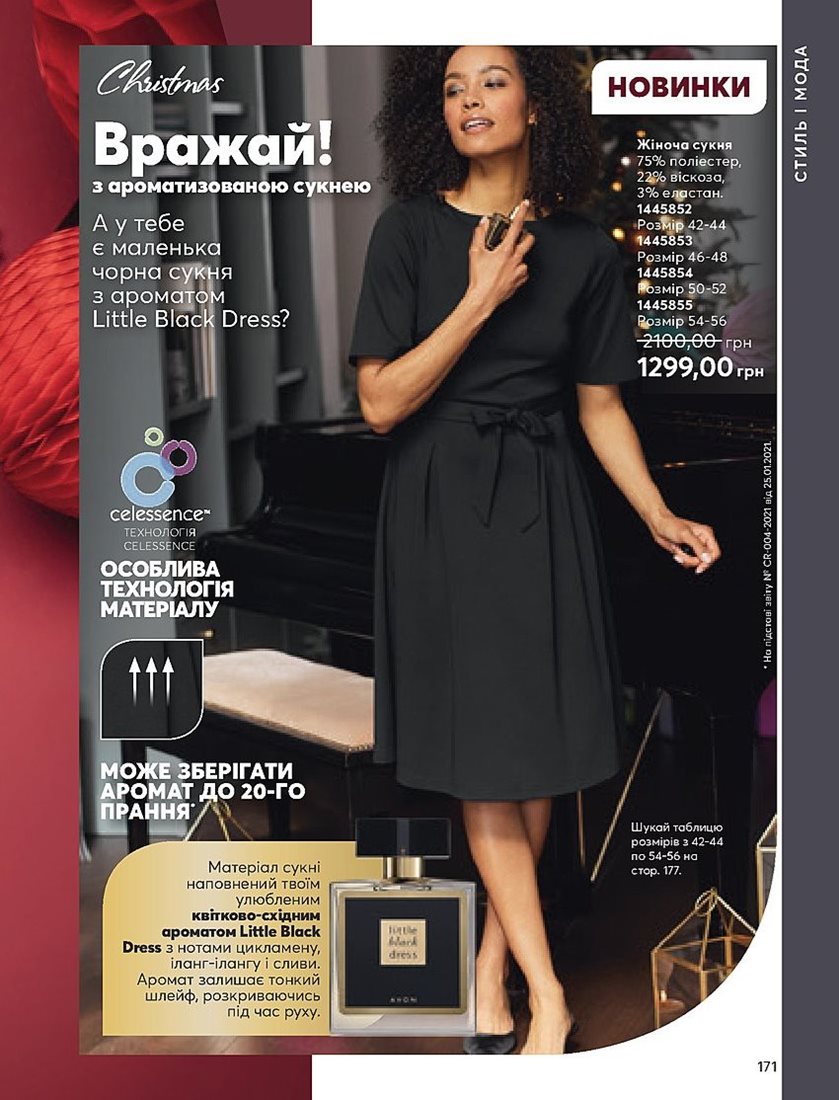 Christmas
Вражай!
з ароматизованою сукнею
А у тебе
є маленька
чорна сукня
з ароматом
Little Black Dress?
НОВИНКИ
СТИЛЬ | МОДА
Жіноча сукня
75% поліестер,
22% віскоза,
3% еластан.
1445852
Розмір 42-44
1445853
Розмір 46-48
1445854
Розмір 50-52
1445855
Розмір 54-56
2100,00 грн
1299,00 грн
celessence™
ТЕХНОЛОГІЯ
CELESSENCE
ОСОБЛИВА
ТЕХНОЛОГІЯ
МАТЕРІАЛУ
МОЖЕ ЗБЕРІГАТИ
АРОМАТ ДО 20-ГО
ПРАННЯ*
* На підставі звіту № CR-004-2021 від 25.01.2021.
Шукай таблицю
розмірів з 42-44
по 54-56 на
стор. 177.
Матеріал сукні
наповнений твоїм
улюбленим
квітково-східним
ароматом Little Black
Dress з нотами цикламену,
іланг-ілангу і сливи.
Аромат залишає тонкий
шлейф, розкриваючись
під час руху.
little
black
dress
AVON
171